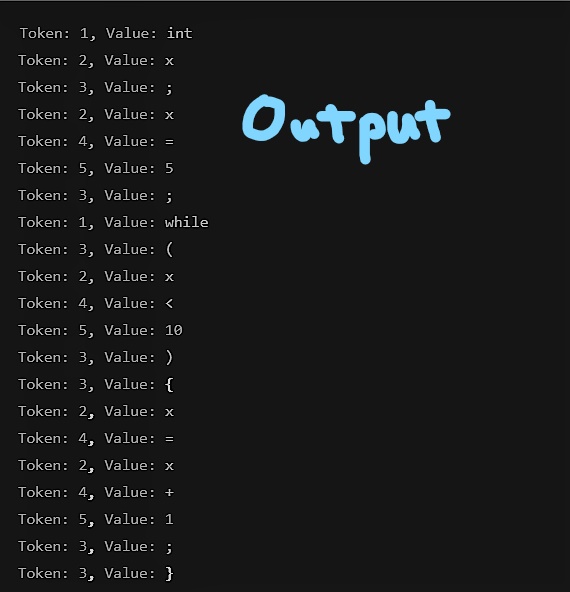 Token: 1, Value: int
Token: 2, Value: x
Token: 3, Value: ;
Token: 2, Value: x
Output
Token: 4, Value: =
Token: 5, Value: 5
Token: 3, Value: ;
Token: 1, Value: while
Token: 3, Value: (
Token: 2, Value: x
Token: 4, Value: <
Token: 5, Value: 10
Token: 3, Value: )
Token: 3, Value: {
Token: 2, Value: x
Token: 4, Value: =
Token: 2, Value: x
Token: 4, Value: +
Token: 5, Value: 1
Token: 3, Value: ;
Token: 3, Value: }